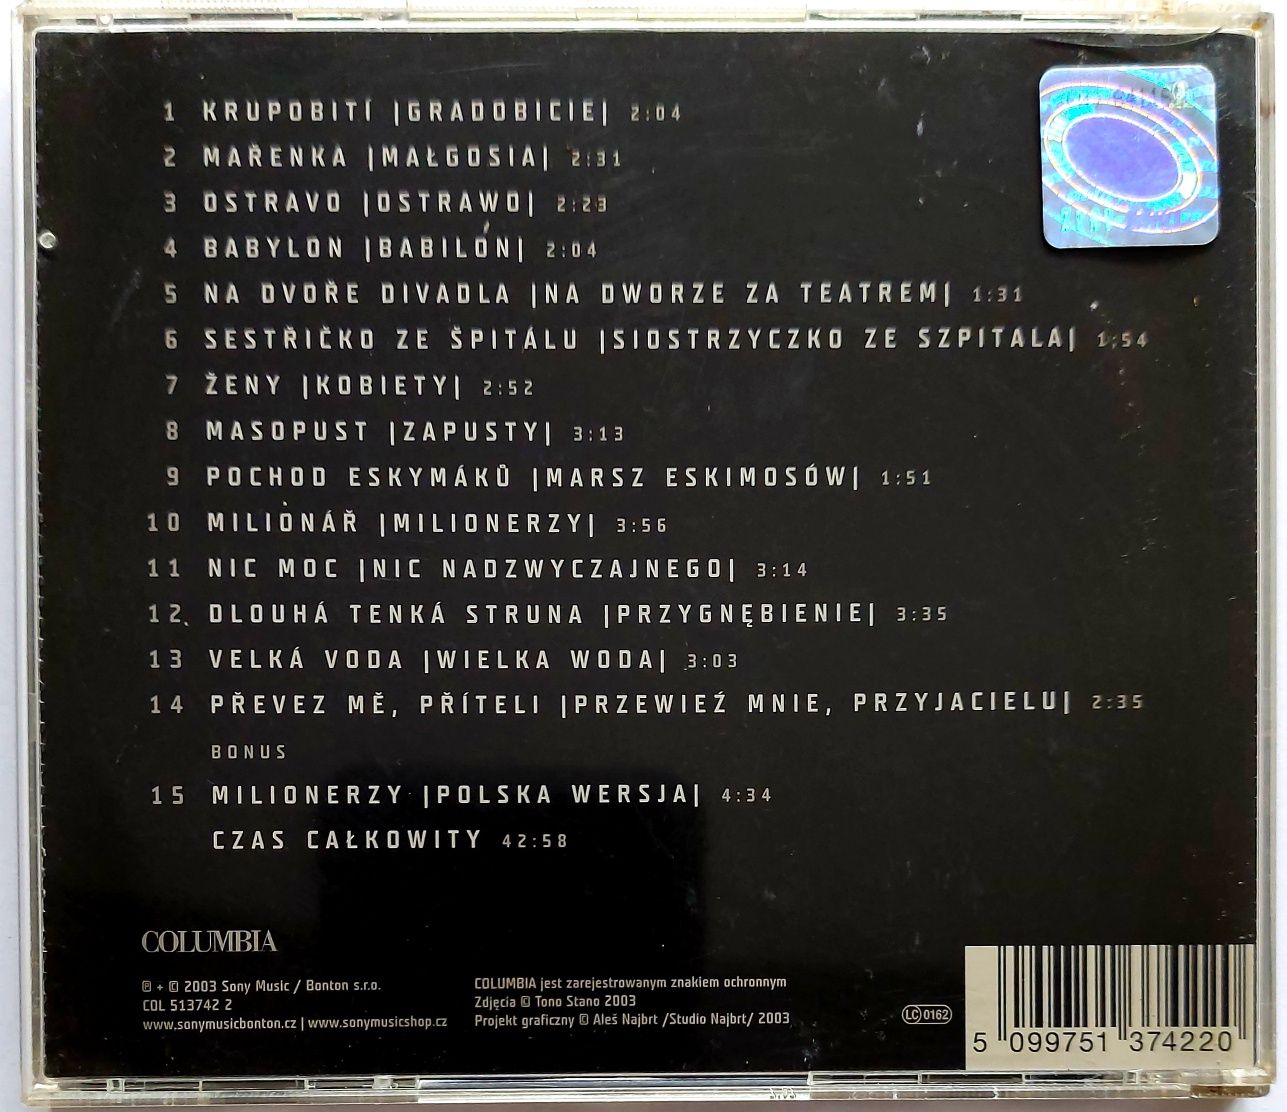 1 KRUPOBITÍ |GRADOBICIE| 2:04
2 MAŘENKA |MAŁGOSIA| 2:31
3 OSTRAVO |OSTRAWO| 2:23
4 BABYLON |BABILON| 2:04
5 NA DVOŘE DIVADLA |NA DWORZE ZA TEATREM| 1:31
6 SESTŘIČKO ZE ŠPITÁLU |SIOSTRZYCZKO ZE SZPITALA| 1:54
7 ŽENY |KOBIETY| 2:52
8 MASOPUST |ZAPUSTY| 3:13
9 POCHOD ESKYMÁKŮ |MARSZ ESKIMOSÓW| 1:51
10 MILIONÁŘ |MILIONERZY| 3:56
11 NIC MOC |NIC NADZWYCZAJNEGO| 3:14
12 DLOUHÁ TENKÁ STRUNA |PRZYGNĘBIENIE| 3:35
13 VELKÁ VODA |WIELKA WODA| 3:03
14 PŘEVEZ MĚ, PŘÍTELI |PRZEWIEŹ MNIE, PRZYJACIELU| 2:35
BONUS
15 MILIONERZY |POLSKA WERSJA| 4:34
CZAS CAŁKOWITY 42:58
COLUMBIA
℗ + © 2003 Sony Music / Bonton s.r.o.
COL 513742 2
www.sonymusicbonton.cz | www.sonymusicshop.cz
COLUMBIA jest zarejestrowanym znakiem ochronnym
Zdjęcia © Tono Stano 2003
Projekt graficzny © Aleš Najbrt /Studio Najbrt/ 2003
LC 0162
5 099751 374220